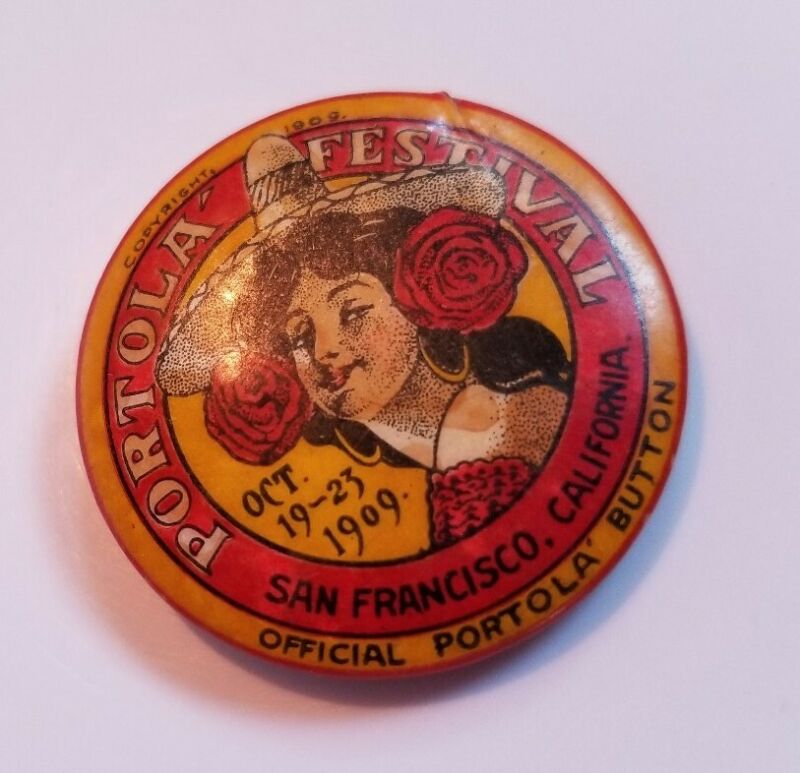 COPYRIGHT, 1909.
PORTOLA´ FESTIVAL
OCT.
19-23
1909.
SAN FRANCISCO, CALIFORNIA.
OFFICIAL PORTOLA´ BUTTON